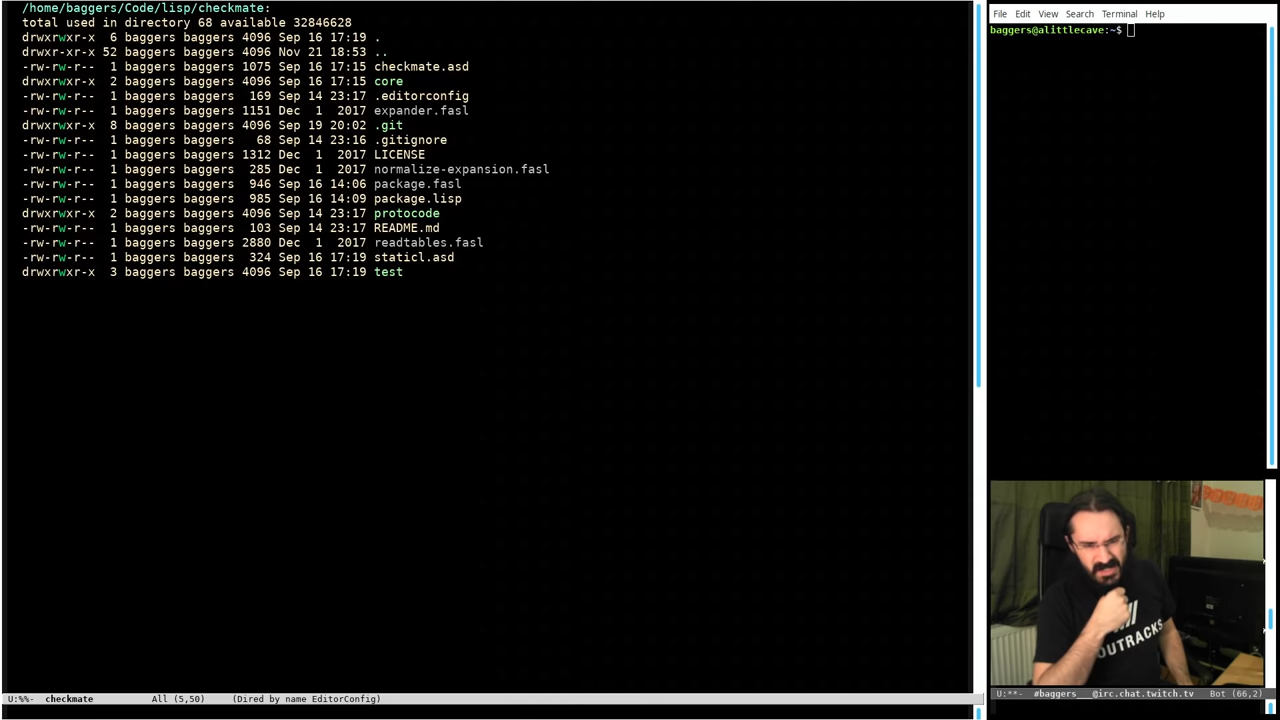 /home/baggers/Code/lisp/checkmate:
total used in directory 68 available 32846628
drwxrwxr-x  6 baggers baggers 4096 Sep 16 17:19 .
drwxr-xr-x 52 baggers baggers 4096 Nov 21 18:53 ..
-rw-rw-r--  1 baggers baggers 1075 Sep 16 17:15 checkmate.asd
drwxrwxr-x  2 baggers baggers 4096 Sep 16 17:15 core
-rw-rw-r--  1 baggers baggers  169 Sep 14 23:17 .editorconfig
-rw-rw-r--  1 baggers baggers 1151 Dec  1  2017 expander.fasl
drwxrwxr-x  8 baggers baggers 4096 Sep 19 20:02 .git
-rw-rw-r--  1 baggers baggers   68 Sep 14 23:16 .gitignore
-rw-rw-r--  1 baggers baggers 1312 Dec  1  2017 LICENSE
-rw-rw-r--  1 baggers baggers  285 Dec  1  2017 normalize-expansion.fasl
-rw-rw-r--  1 baggers baggers  946 Sep 16 14:06 package.fasl
-rw-rw-r--  1 baggers baggers  985 Sep 16 14:09 package.lisp
drwxrwxr-x  2 baggers baggers 4096 Sep 14 23:17 protocode
-rw-rw-r--  1 baggers baggers  103 Sep 14 23:17 README.md
-rw-rw-r--  1 baggers baggers 2880 Dec  1  2017 readtables.fasl
-rw-rw-r--  1 baggers baggers  324 Sep 16 17:19 staticl.asd
drwxrwxr-x  3 baggers baggers 4096 Sep 16 17:19 test
U:%%-  checkmate      All (5,50)    (Dired by name EditorConfig)
File Edit View Search Terminal Help
baggers@alittlecave:~$
OUTRACKS
U:**-  #baggers___@irc.chat.twitch.tv  Bot (66,2)